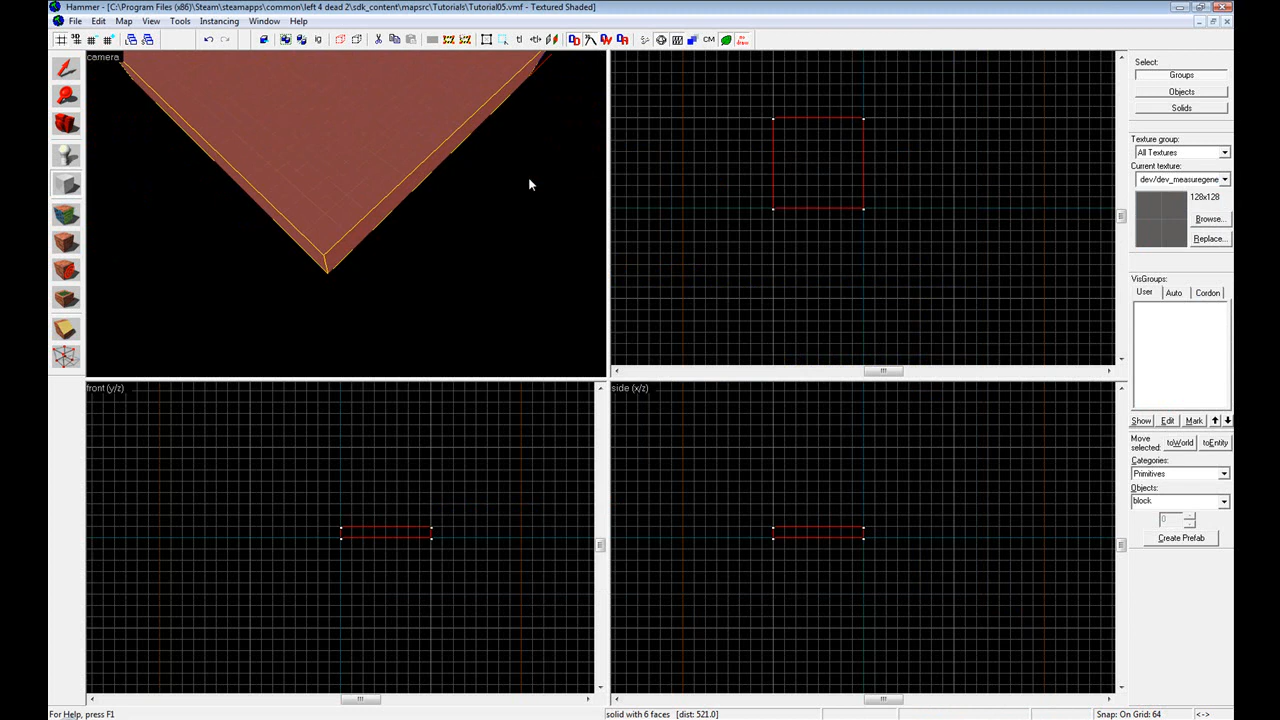 Hammer - [C:\Program Files (x86)\Steam\steamapps\common\left 4 dead 2\sdk_content\mapsrc\Tutorials\Tutorial05.vmf - Textured Shaded]
File Edit Map View Tools Instancing Window Help
camera
front (y/z)
side (x/z)
Select:
Groups
Objects
Solids
Texture group:
All Textures
Current texture:
dev/dev_measuregene
128x128
Browse...
Replace...
VisGroups:
User Auto Cordon
Show Edit Mark
Move selected: toWorld toEntity
Categories:
Primitives
Objects:
block
0
Create Prefab
For Help, press F1
solid with 6 faces [dist: 521.0]
Snap: On Grid: 64 <->